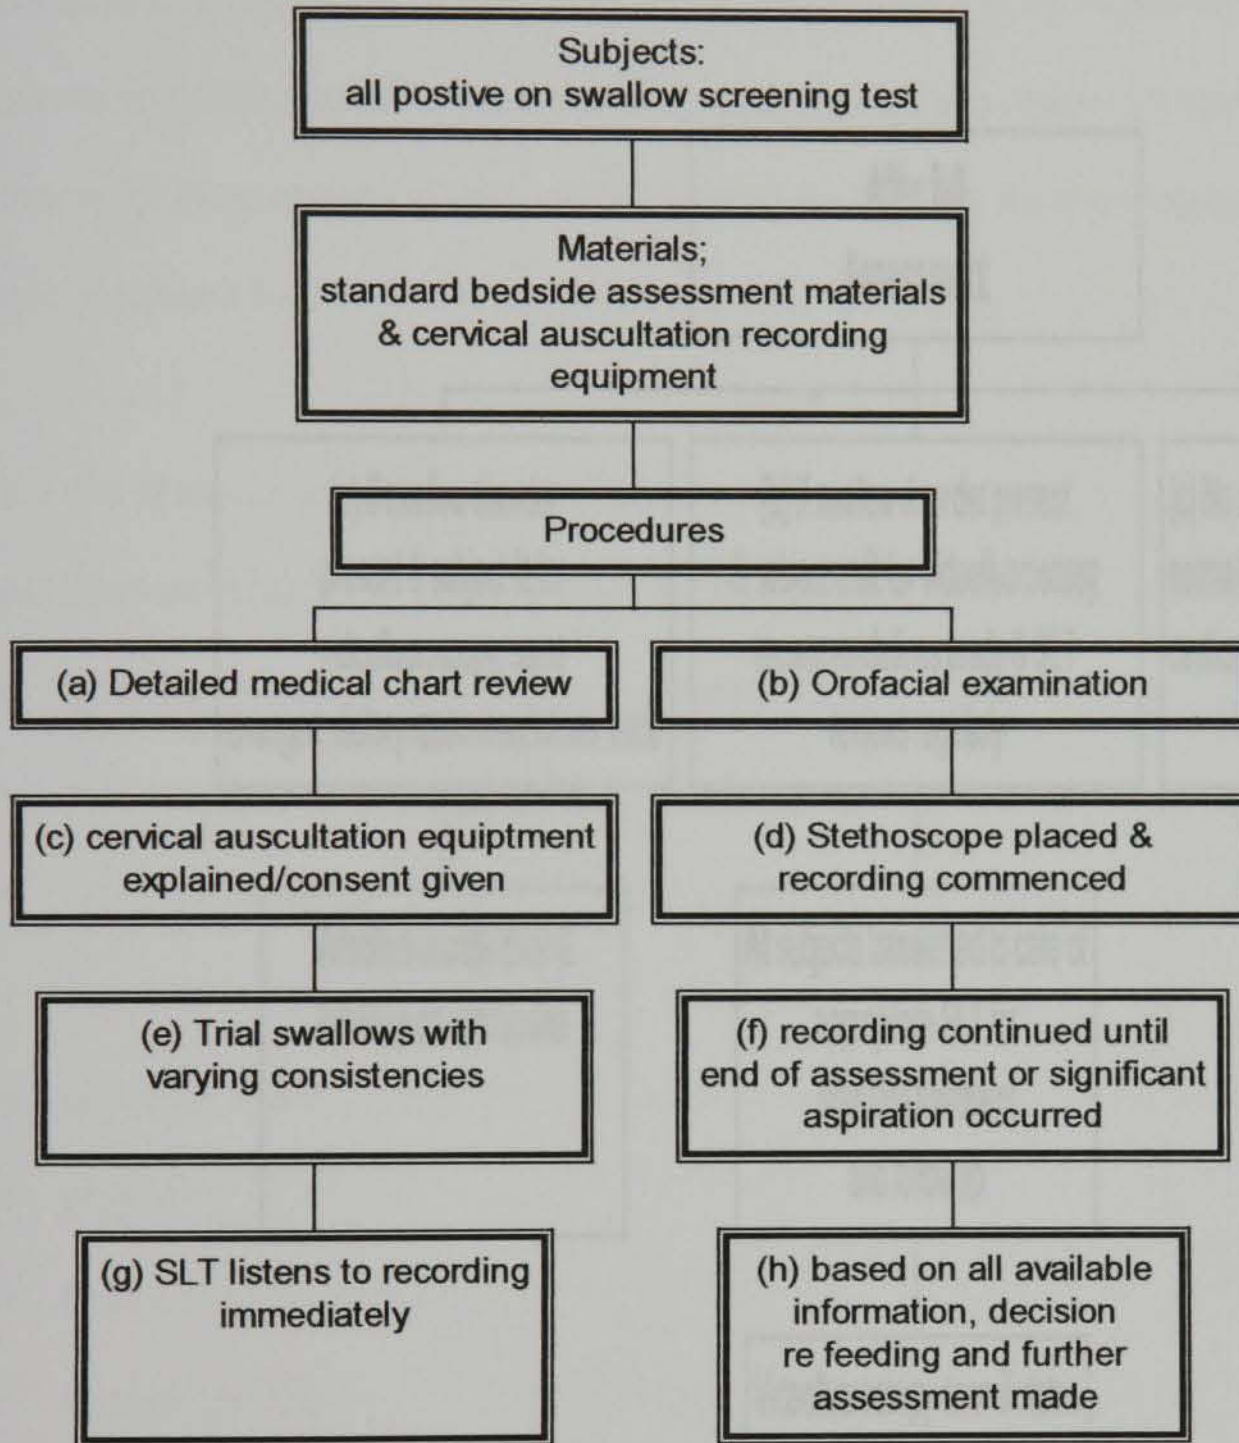 Subjects:
all postive on swallow screening test
Materials;
standard bedside assessment materials
& cervical auscultation recording
equipment
Procedures
(a) Detailed medical chart review
(b) Orofacial examination
(c) cervical auscultation equiptment
explained/consent given
(d) Stethoscope placed &
recording commenced
(e) Trial swallows with
varying consistencies
(f) recording continued until
end of assessment or significant
aspiration occurred
(g) SLT listens to recording
immediately
(h) based on all available
information, decision
re feeding and further
assessment made